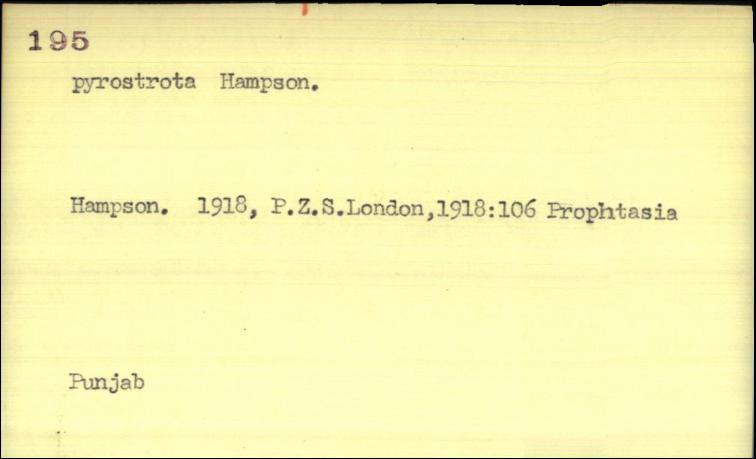 195
pyrostrota Hampson.
Hampson. 1918, P.Z.S.London,1918:106 Prophtasia
Punjab